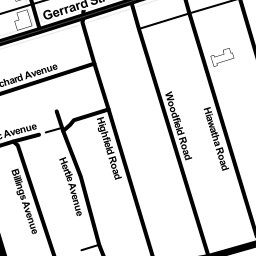 Gerrard St
chard Avenue
c Avenue
Highfield Road
Woodfield Road
Hiawatha Road
Hertle Avenue
Billings Avenue